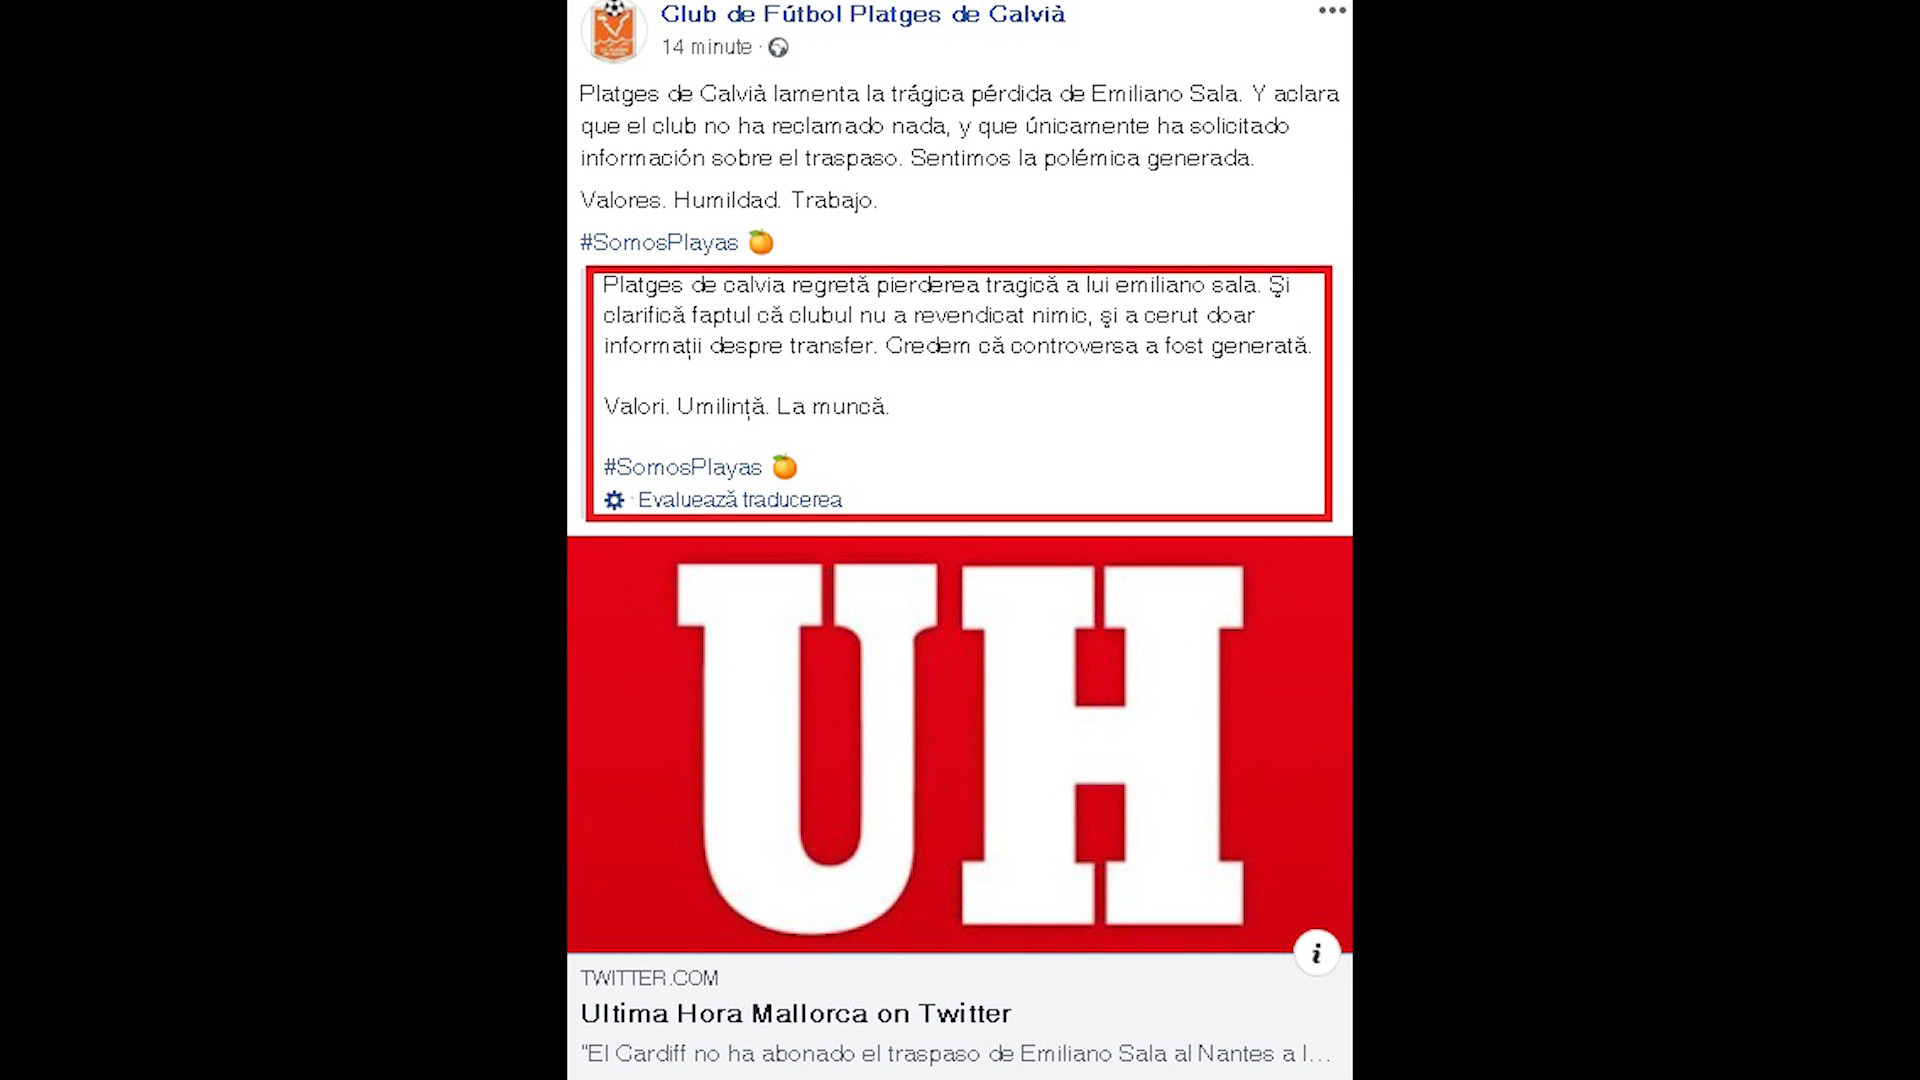 Club de Fútbol Platges de Calvià
14 minute ·
Platges de Calvià lamenta la trágica pérdida de Emiliano Sala. Y aclara
que el club no ha reclamado nada, y que únicamente ha solicitado
información sobre el traspaso. Sentimos la polémica generada.
Valores. Humildad. Trabajo.
#SomosPlayas 🍊
Platges de calvia regretă pierderea tragică a lui emiliano sala. Și
clarifică faptul că clubul nu a revendicat nimic, și a cerut doar
informații despre transfer. Credem că controversa a fost generată.
Valori. Umilință. La muncă.
#SomosPlayas 🍊
· Evaluează traducerea
UH
i
TWITTER.COM
Ultima Hora Mallorca on Twitter
"El Cardiff no ha abonado el traspaso de Emiliano Sala al Nantes a l...